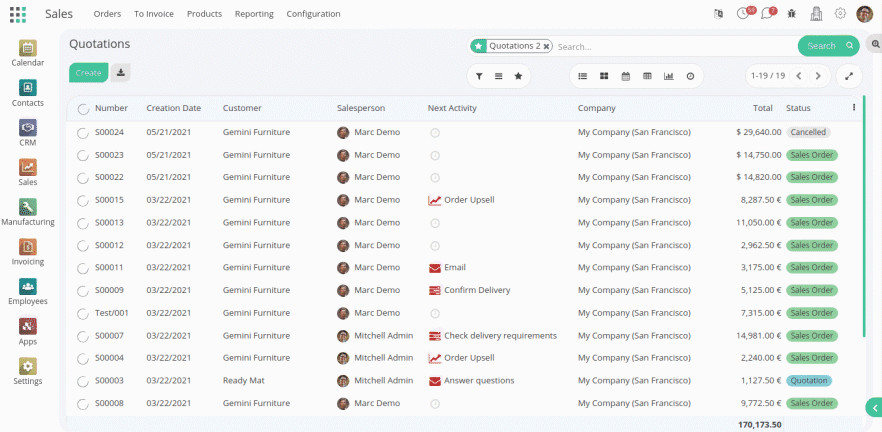 Sales Orders To Invoice Products Reporting Configuration 59 7
Quotations
Quotations 2 × Search... Search
Create
1-19 / 19
Calendar
Contacts
CRM
Sales
Manufacturing
Invoicing
Employees
Apps
Settings
Number Creation Date Customer Salesperson Next Activity Company Total Status
S00024 05/21/2021 Gemini Furniture Marc Demo My Company (San Francisco) $ 29,640.00 Cancelled
S00023 05/21/2021 Gemini Furniture Marc Demo My Company (San Francisco) $ 14,750.00 Sales Order
S00022 05/21/2021 Gemini Furniture Marc Demo My Company (San Francisco) $ 14,820.00 Sales Order
S00015 03/22/2021 Gemini Furniture Marc Demo Order Upsell My Company (San Francisco) 8,287.50 € Sales Order
S00013 03/22/2021 Gemini Furniture Marc Demo My Company (San Francisco) 11,050.00 € Sales Order
S00012 03/22/2021 Gemini Furniture Marc Demo My Company (San Francisco) 2,962.50 € Sales Order
S00011 03/22/2021 Gemini Furniture Marc Demo Email My Company (San Francisco) 3,175.00 € Sales Order
S00009 03/22/2021 Gemini Furniture Marc Demo Confirm Delivery My Company (San Francisco) 5,125.00 € Sales Order
Test/001 03/22/2021 Gemini Furniture Marc Demo My Company (San Francisco) 7,315.00 € Sales Order
S00007 03/22/2021 Gemini Furniture Mitchell Admin Check delivery requirements My Company (San Francisco) 14,981.00 € Sales Order
S00004 03/22/2021 Gemini Furniture Mitchell Admin Order Upsell My Company (San Francisco) 2,240.00 € Sales Order
S00003 03/22/2021 Ready Mat Mitchell Admin Answer questions My Company (San Francisco) 1,127.50 € Quotation
S00008 03/22/2021 Gemini Furniture Marc Demo My Company (San Francisco) 9,772.50 € Sales Order
170,173.50